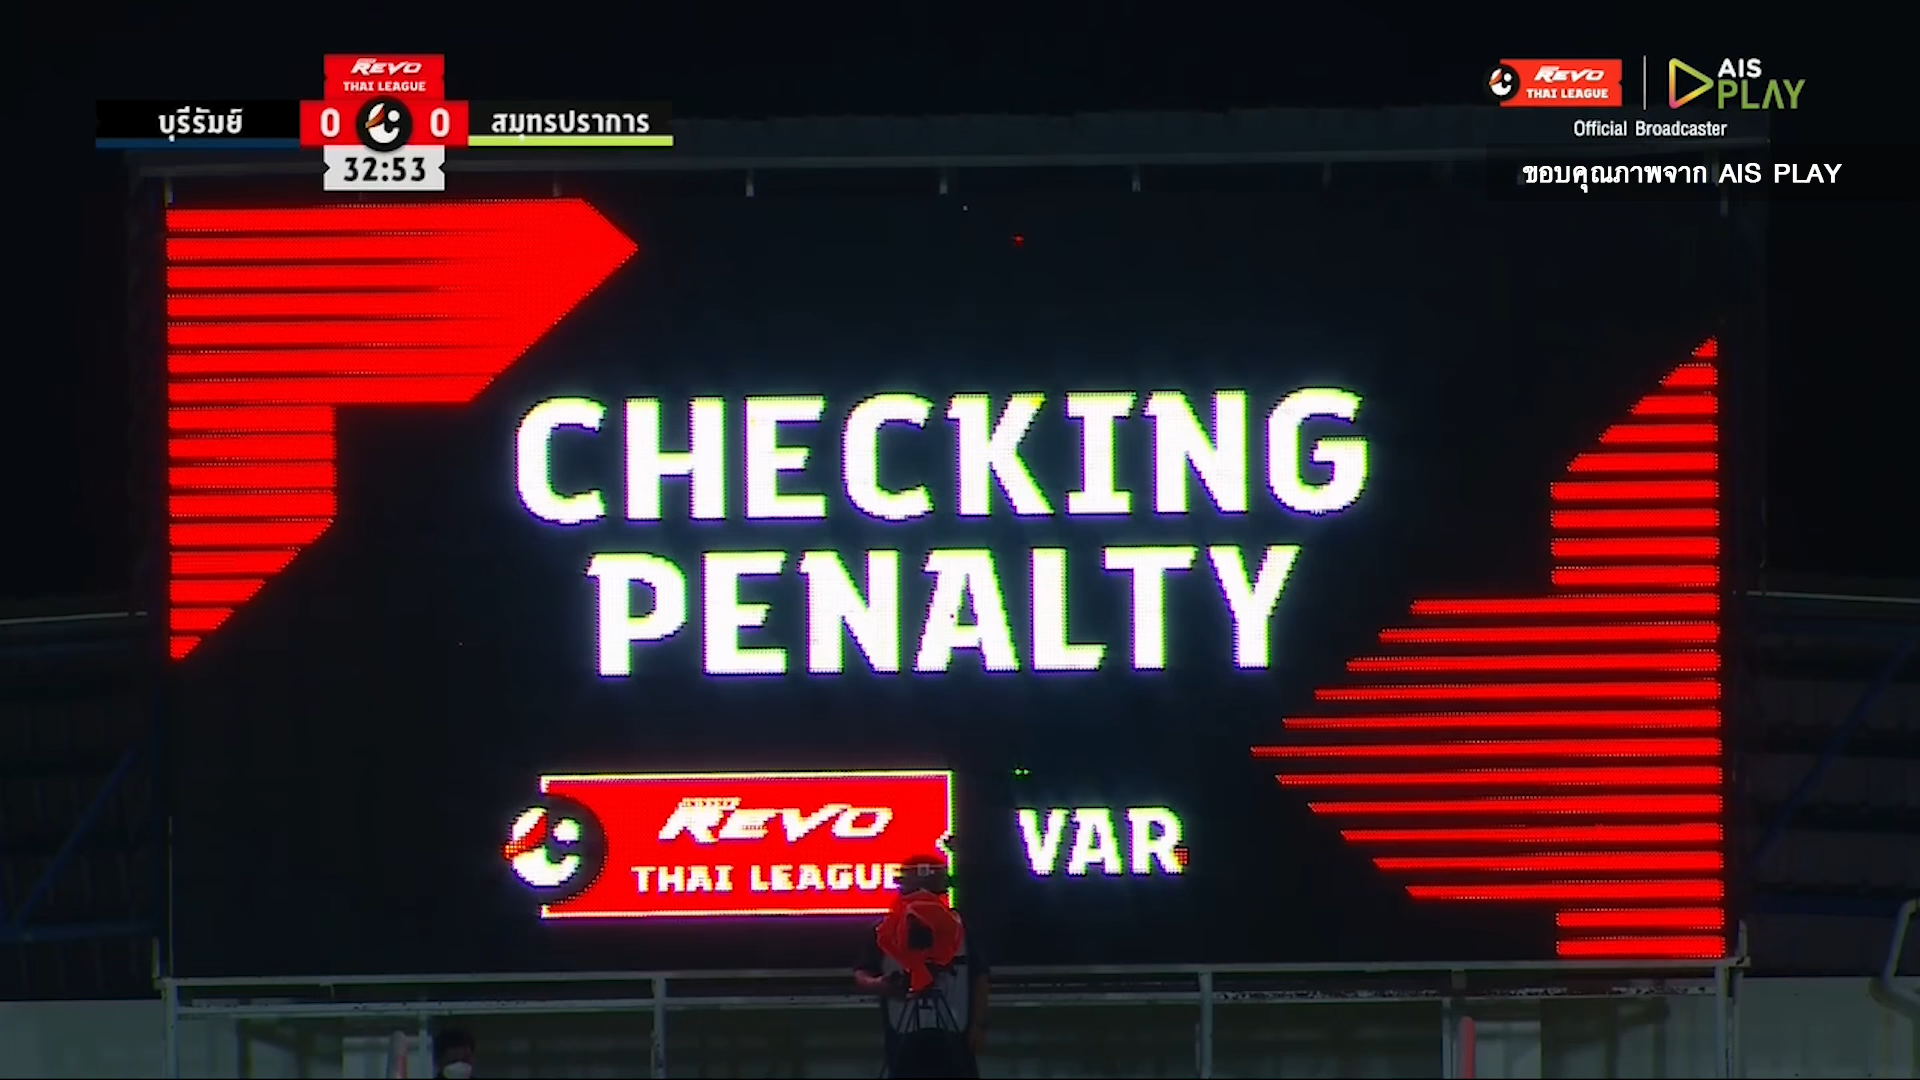 REVO
THAI LEAGUE
บุรีรัมย์ 0 0 สมุทรปราการ
32:53
REVO
THAI LEAGUE
AIS
PLAY
Official Broadcaster
ขอบคุณภาพจาก AIS PLAY
CHECKING
PENALTY
REVO
THAI LEAGUE
VAR